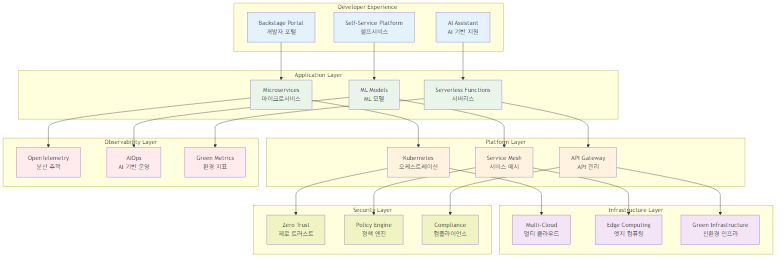 Developer Experience
Backstage Portal
개발자 포털
Self-Service Platform
셀프서비스
AI Assistant
AI 기반 지원
Application Layer
Microservices
마이크로서비스
ML Models
ML 모델
Serverless Functions
서버리스
Observability Layer
OpenTelemetry
분산 추적
AIOps
AI 기반 운영
Green Metrics
환경 지표
Platform Layer
Kubernetes
오케스트레이션
Service Mesh
서비스 메시
API Gateway
API 관리
Security Layer
Zero Trust
제로 트러스트
Policy Engine
정책 엔진
Compliance
컴플라이언스
Infrastructure Layer
Multi-Cloud
멀티 클라우드
Edge Computing
엣지 컴퓨팅
Green Infrastructure
친환경 인프라